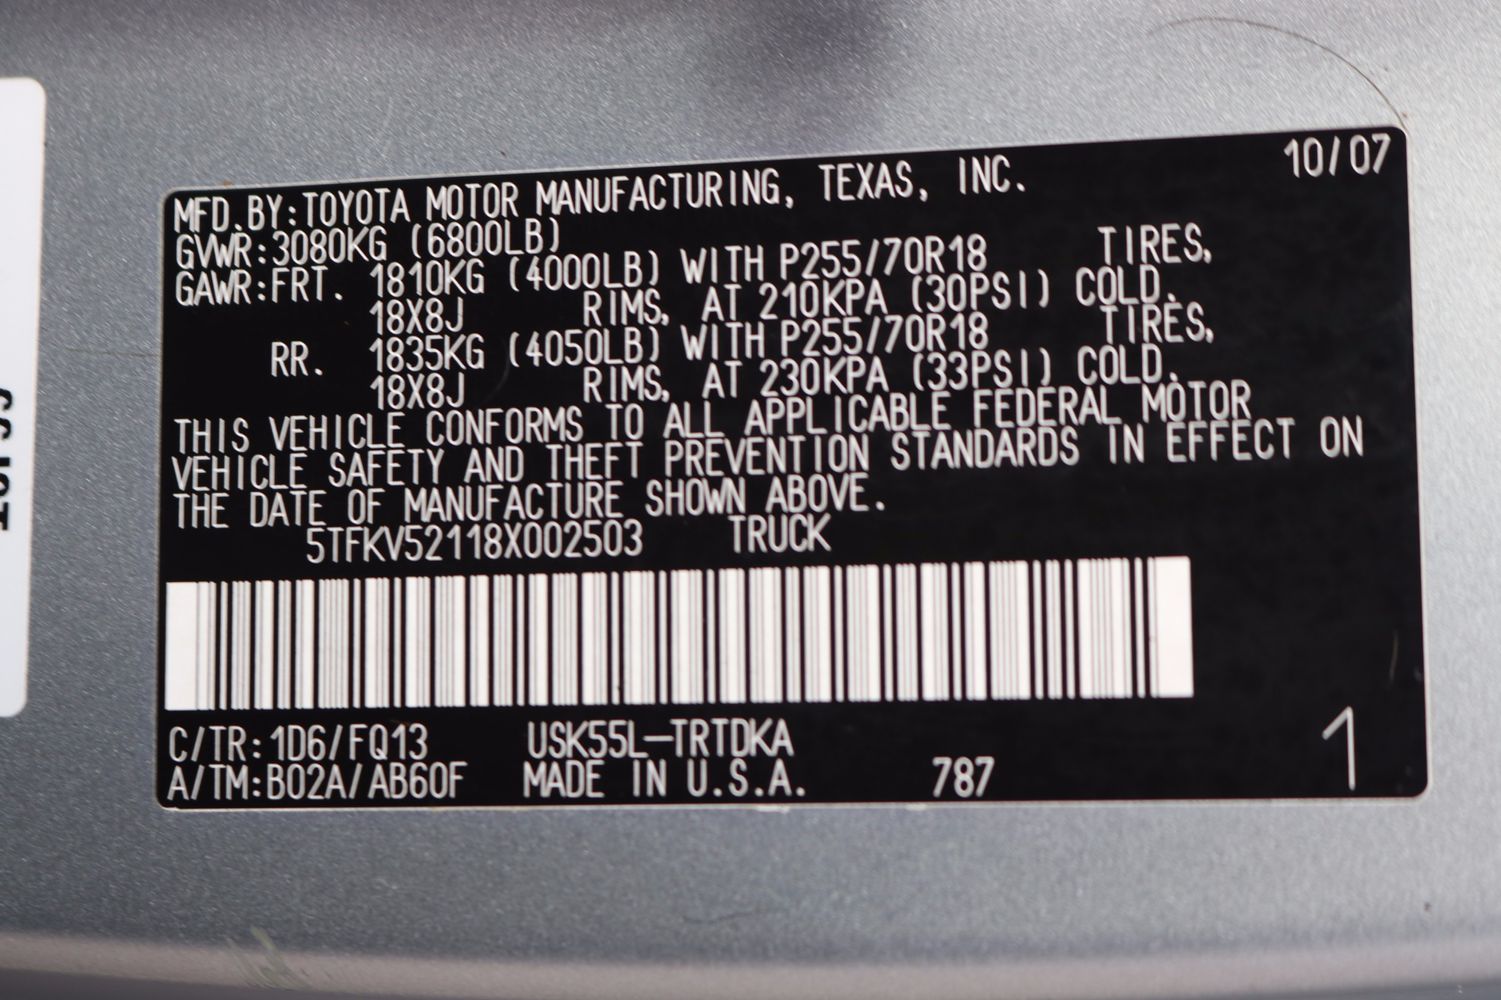 MFD.BY:TOYOTA MOTOR MANUFACTURING, TEXAS, INC. 10/07
GVWR:3080KG (6800LB)
GAWR:FRT. 1810KG (4000LB) WITH P255/70R18 TIRES,
18X8J RIMS, AT 210KPA (30PSI) COLD.
RR. 1835KG (4050LB) WITH P255/70R18 TIRES,
18X8J RIMS, AT 230KPA (33PSI) COLD.
THIS VEHICLE CONFORMS TO ALL APPLICABLE FEDERAL MOTOR
VEHICLE SAFETY AND THEFT PREVENTION STANDARDS IN EFFECT ON
THE DATE OF MANUFACTURE SHOWN ABOVE.
5TFKV52118X002503 TRUCK
C/TR:1D6/FQ13 USK55L-TRTDKA
A/TM:B02A/AB60F MADE IN U.S.A. 787 1